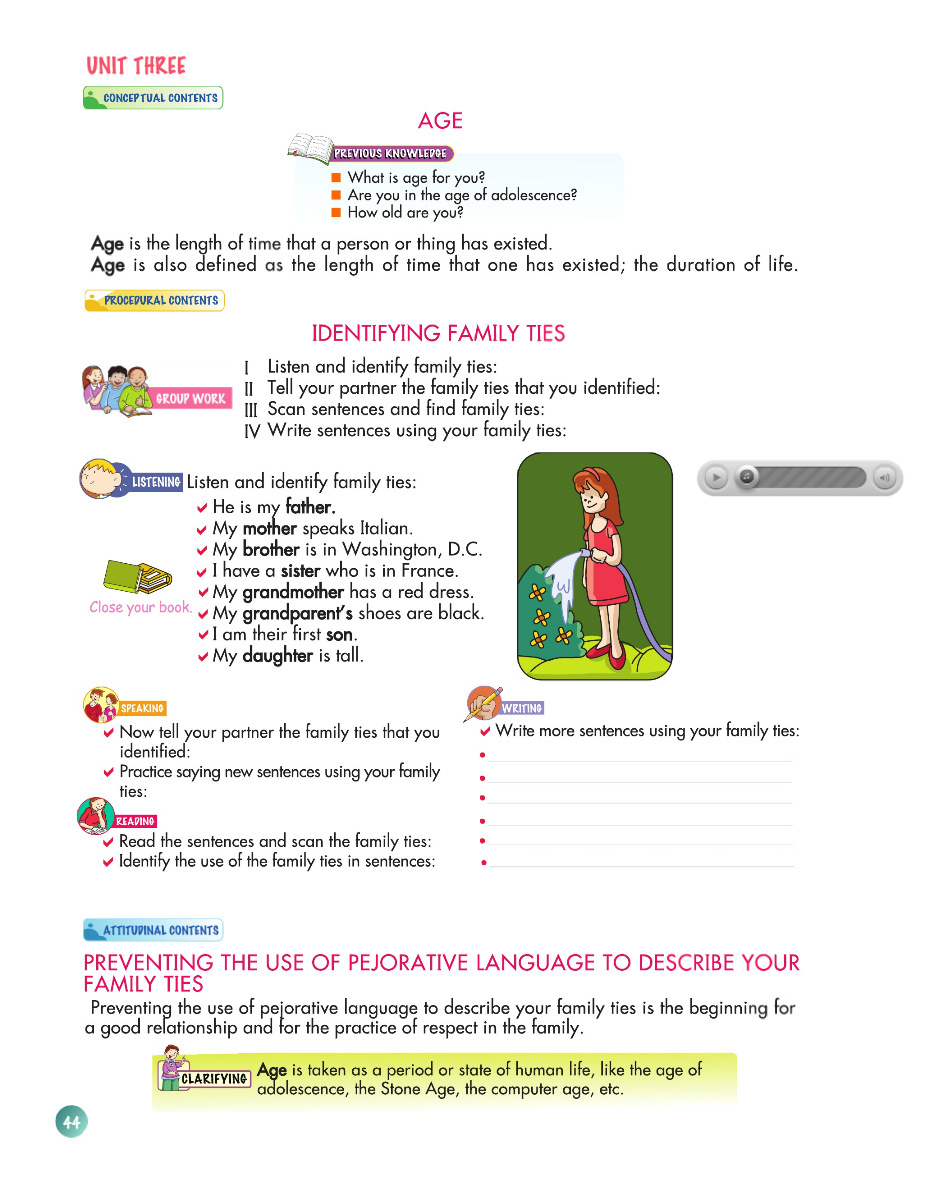 UNIT THREE
CONCEPTUAL CONTENTS
AGE
PREVIOUS KNOWLEDGE
What is age for you?
Are you in the age of adolescence?
How old are you?
Age is the length of time that a person or thing has existed.
Age is also defined as the length of time that one has existed; the duration of life.
PROCEDURAL CONTENTS
IDENTIFYING FAMILY TIES
GROUP WORK
I Listen and identify family ties:
II Tell your partner the family ties that you identified:
III Scan sentences and find family ties:
IV Write sentences using your family ties:
LISTENING Listen and identify family ties:
He is my father.
My mother speaks Italian.
My brother is in Washington, D.C.
I have a sister who is in France.
My grandmother has a red dress.
My grandparent's shoes are black.
I am their first son.
My daughter is tall.
Close your book.
SPEAKING
Now tell your partner the family ties that you
identified:
Practice saying new sentences using your family
ties:
READING
Read the sentences and scan the family ties:
Identify the use of the family ties in sentences:
WRITING
Write more sentences using your family ties:
ATTITUDINAL CONTENTS
PREVENTING THE USE OF PEJORATIVE LANGUAGE TO DESCRIBE YOUR
FAMILY TIES
Preventing the use of pejorative language to describe your family ties is the beginning for
a good relationship and for the practice of respect in the family.
CLARIFYING
Age is taken as a period or state of human life, like the age of
adolescence, the Stone Age, the computer age, etc.
44